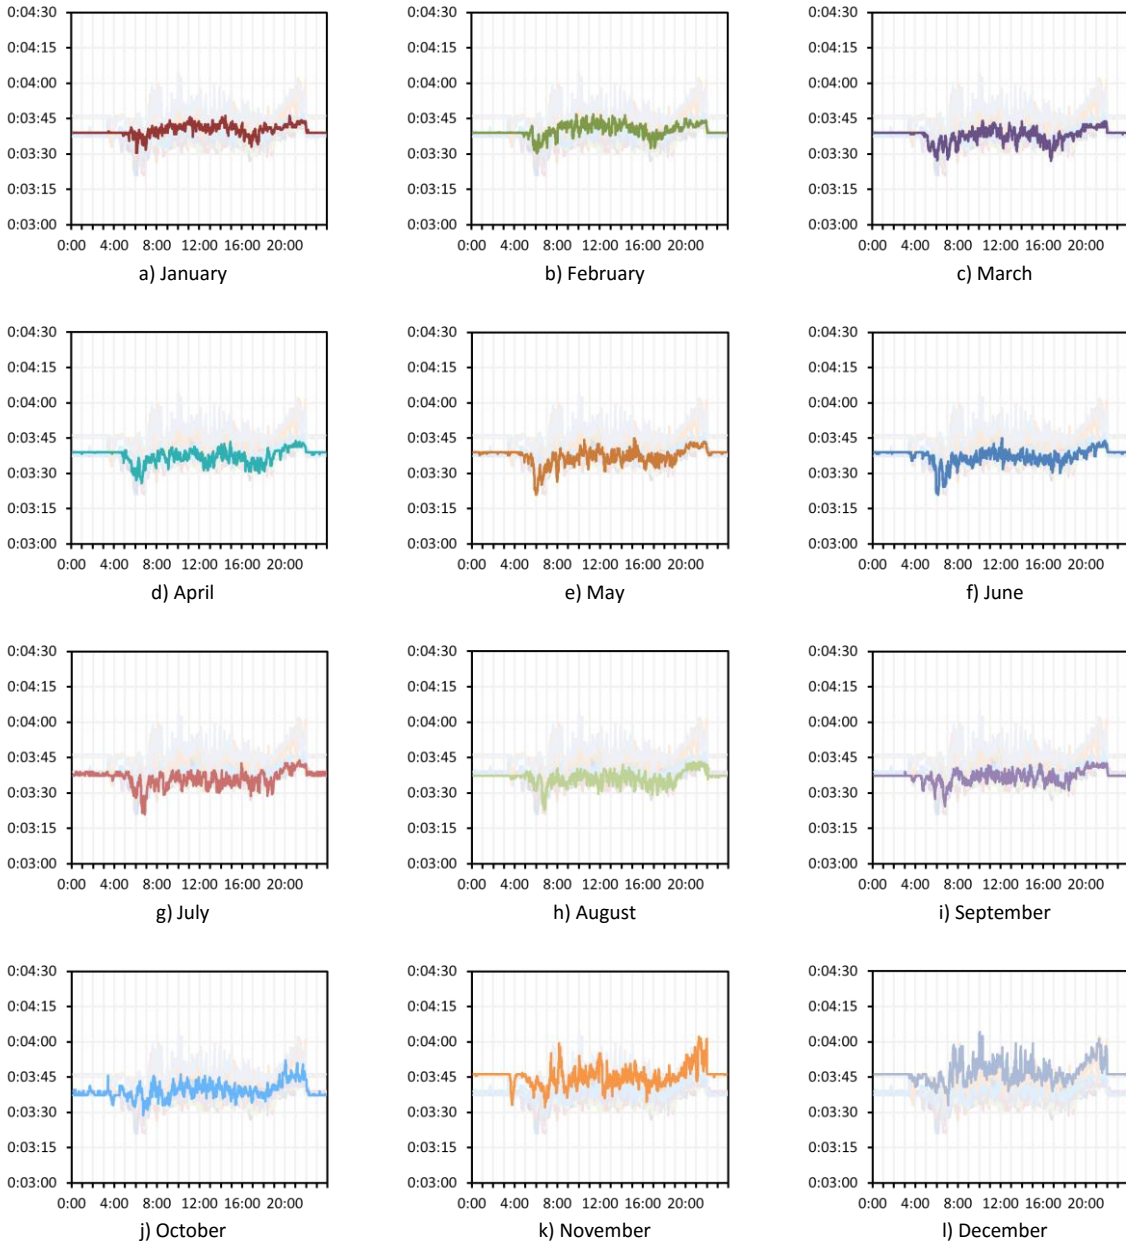 0:04:30 0:04:30 0:04:30
0:04:15 0:04:15 0:04:15
0:04:00 0:04:00 0:04:00
0:03:45 0:03:45 0:03:45
0:03:30 0:03:30 0:03:30
0:03:15 0:03:15 0:03:15
0:03:00 0:03:00 0:03:00
0:00 4:00 8:00 12:00 16:00 20:00 0:00 4:00 8:00 12:00 16:00 20:00 0:00 4:00 8:00 12:00 16:00 20:00
a) January b) February c) March
0:04:30 0:04:30 0:04:30
0:04:15 0:04:15 0:04:15
0:04:00 0:04:00 0:04:00
0:03:45 0:03:45 0:03:45
0:03:30 0:03:30 0:03:30
0:03:15 0:03:15 0:03:15
0:03:00 0:03:00 0:03:00
0:00 4:00 8:00 12:00 16:00 20:00 0:00 4:00 8:00 12:00 16:00 20:00 0:00 4:00 8:00 12:00 16:00 20:00
d) April e) May f) June
0:04:30 0:04:30 0:04:30
0:04:15 0:04:15 0:04:15
0:04:00 0:04:00 0:04:00
0:03:45 0:03:45 0:03:45
0:03:30 0:03:30 0:03:30
0:03:15 0:03:15 0:03:15
0:03:00 0:03:00 0:03:00
0:00 4:00 8:00 12:00 16:00 20:00 0:00 4:00 8:00 12:00 16:00 20:00 0:00 4:00 8:00 12:00 16:00 20:00
g) July h) August i) September
0:04:30 0:04:30 0:04:30
0:04:15 0:04:15 0:04:15
0:04:00 0:04:00 0:04:00
0:03:45 0:03:45 0:03:45
0:03:30 0:03:30 0:03:30
0:03:15 0:03:15 0:03:15
0:03:00 0:03:00 0:03:00
0:00 4:00 8:00 12:00 16:00 20:00 0:00 4:00 8:00 12:00 16:00 20:00 0:00 4:00 8:00 12:00 16:00 20:00
j) October k) November l) December